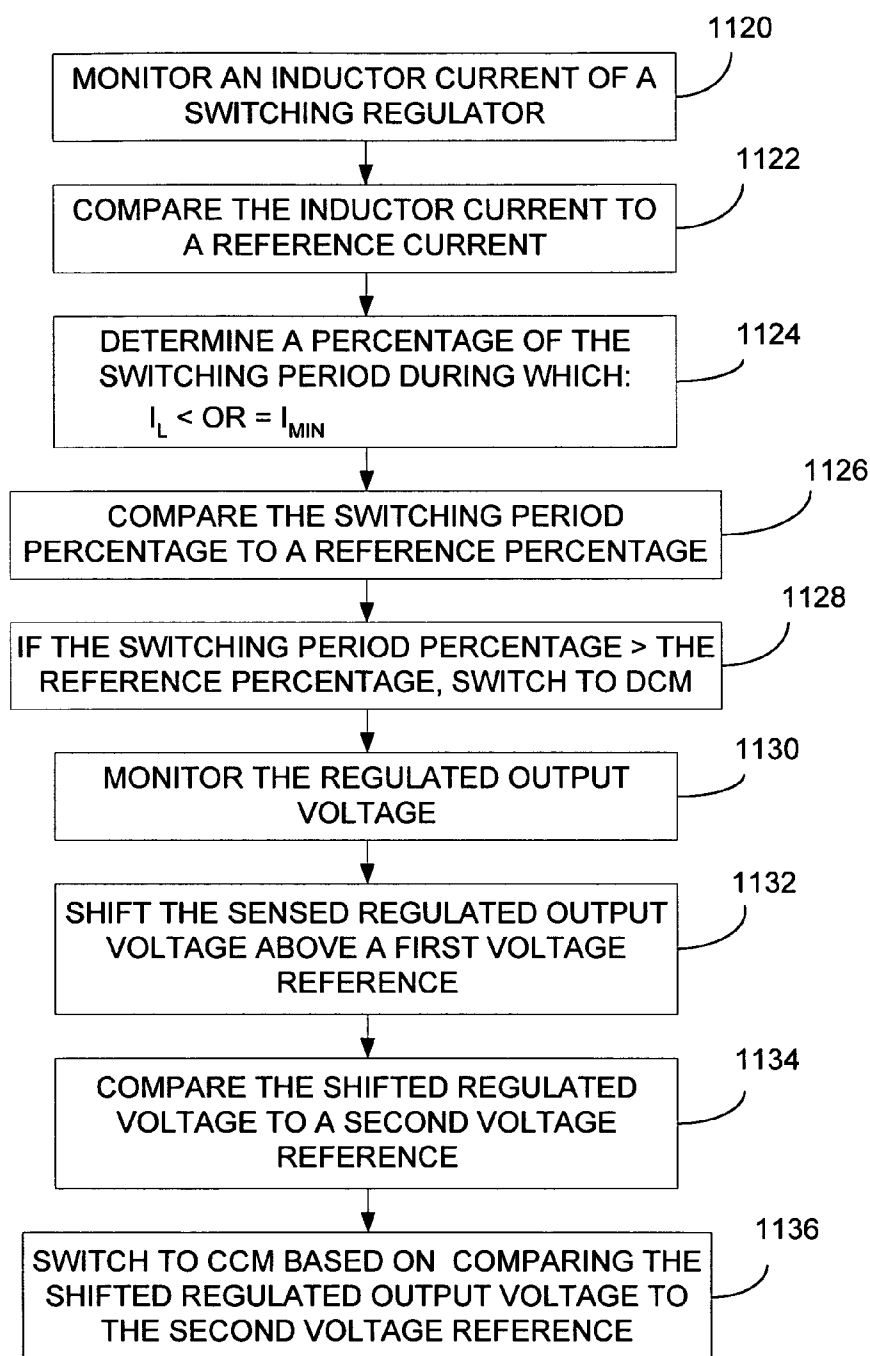 1120
MONITOR AN INDUCTOR CURRENT OF A
SWITCHING REGULATOR
1122
COMPARE THE INDUCTOR CURRENT TO
A REFERENCE CURRENT
1124
DETERMINE A PERCENTAGE OF THE
SWITCHING PERIOD DURING WHICH:
I_L < OR = I_MIN
1126
COMPARE THE SWITCHING PERIOD
PERCENTAGE TO A REFERENCE PERCENTAGE
1128
IF THE SWITCHING PERIOD PERCENTAGE > THE
REFERENCE PERCENTAGE, SWITCH TO DCM
1130
MONITOR THE REGULATED OUTPUT
VOLTAGE
1132
SHIFT THE SENSED REGULATED OUTPUT
VOLTAGE ABOVE A FIRST VOLTAGE
REFERENCE
1134
COMPARE THE SHIFTED REGULATED
VOLTAGE TO A SECOND VOLTAGE
REFERENCE
1136
SWITCH TO CCM BASED ON COMPARING THE
SHIFTED REGULATED OUTPUT VOLTAGE TO
THE SECOND VOLTAGE REFERENCE